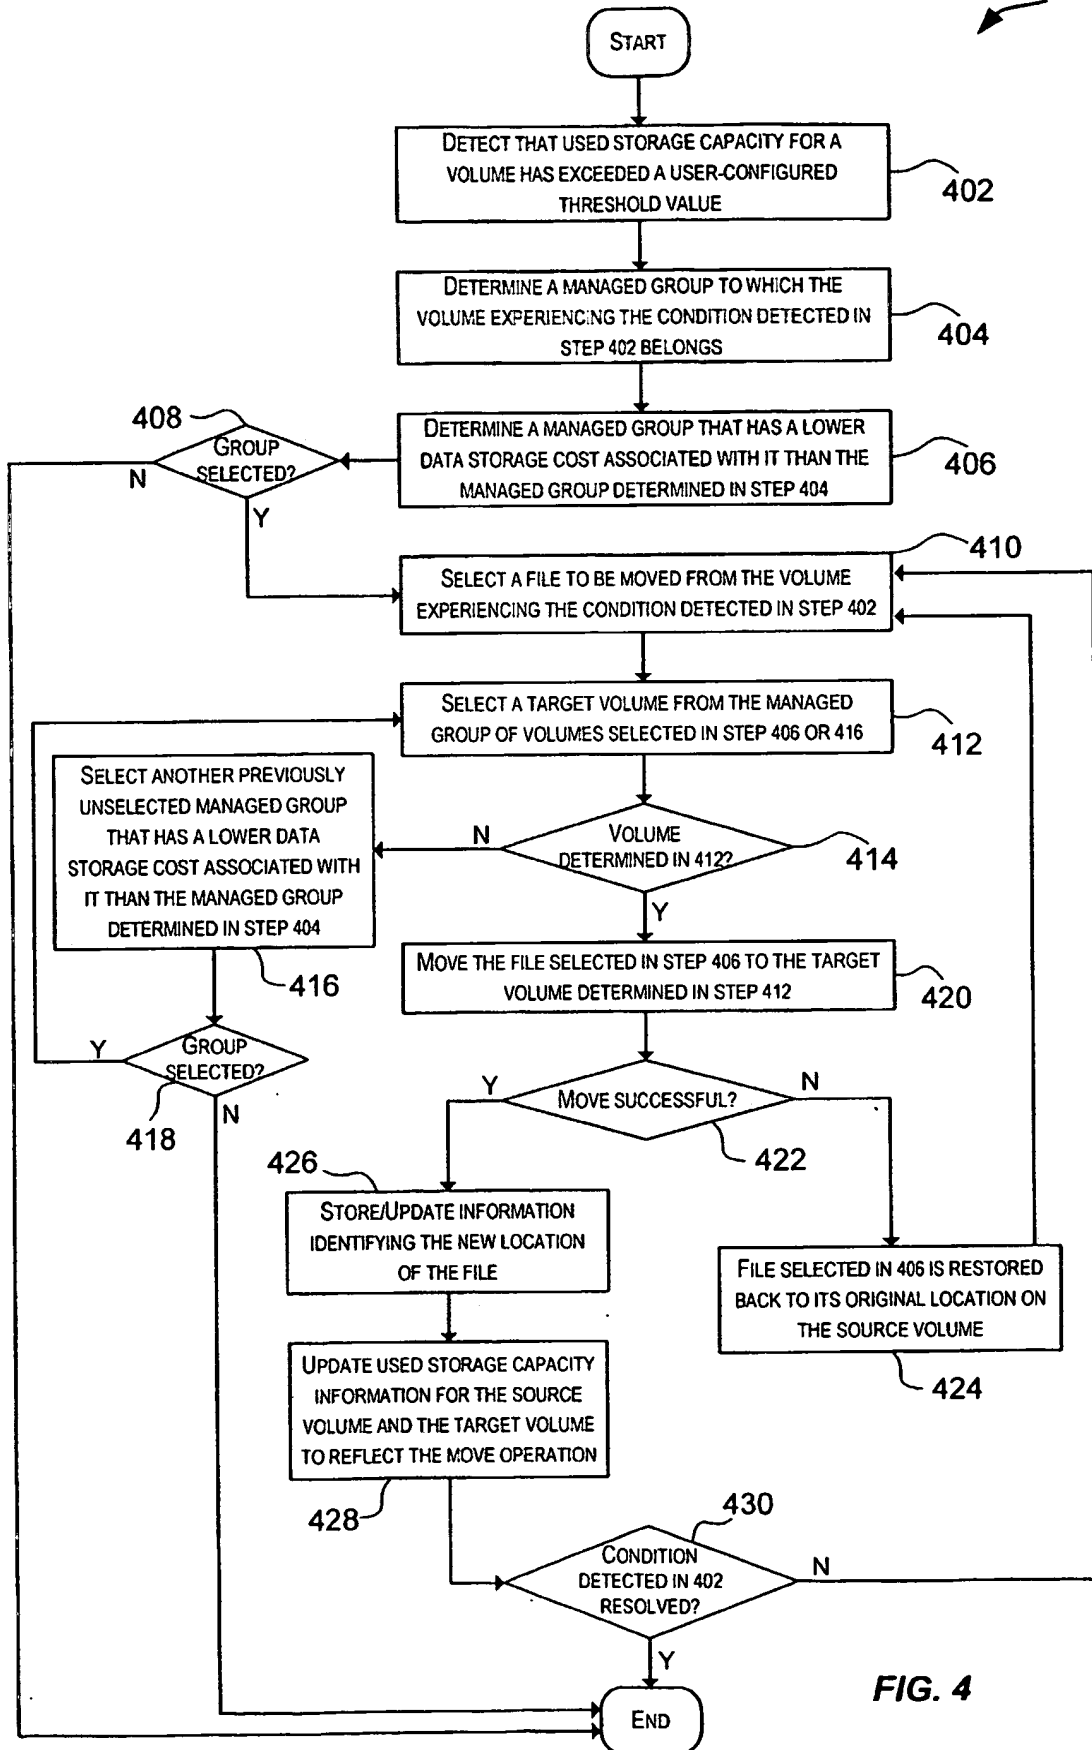 START
DETECT THAT USED STORAGE CAPACITY FOR A
VOLUME HAS EXCEEDED A USER-CONFIGURED
THRESHOLD VALUE
402
DETERMINE A MANAGED GROUP TO WHICH THE
VOLUME EXPERIENCING THE CONDITION DETECTED IN
STEP 402 BELONGS
404
408
GROUP
SELECTED?
N
Y
DETERMINE A MANAGED GROUP THAT HAS A LOWER
DATA STORAGE COST ASSOCIATED WITH IT THAN THE
MANAGED GROUP DETERMINED IN STEP 404
406
410
SELECT A FILE TO BE MOVED FROM THE VOLUME
EXPERIENCING THE CONDITION DETECTED IN STEP 402
SELECT A TARGET VOLUME FROM THE MANAGED
GROUP OF VOLUMES SELECTED IN STEP 406 OR 416
412
SELECT ANOTHER PREVIOUSLY
UNSELECTED MANAGED GROUP
THAT HAS A LOWER DATA
STORAGE COST ASSOCIATED WITH
IT THAN THE MANAGED GROUP
DETERMINED IN STEP 404
416
N
VOLUME
DETERMINED IN 412?
414
Y
MOVE THE FILE SELECTED IN STEP 406 TO THE TARGET
VOLUME DETERMINED IN STEP 412
420
Y
GROUP
SELECTED?
418
N
Y
MOVE SUCCESSFUL?
N
422
426
STORE/UPDATE INFORMATION
IDENTIFYING THE NEW LOCATION
OF THE FILE
FILE SELECTED IN 406 IS RESTORED
BACK TO ITS ORIGINAL LOCATION ON
THE SOURCE VOLUME
424
UPDATE USED STORAGE CAPACITY
INFORMATION FOR THE SOURCE
VOLUME AND THE TARGET VOLUME
TO REFLECT THE MOVE OPERATION
428
430
CONDITION
DETECTED IN 402
RESOLVED?
N
Y
END
FIG. 4